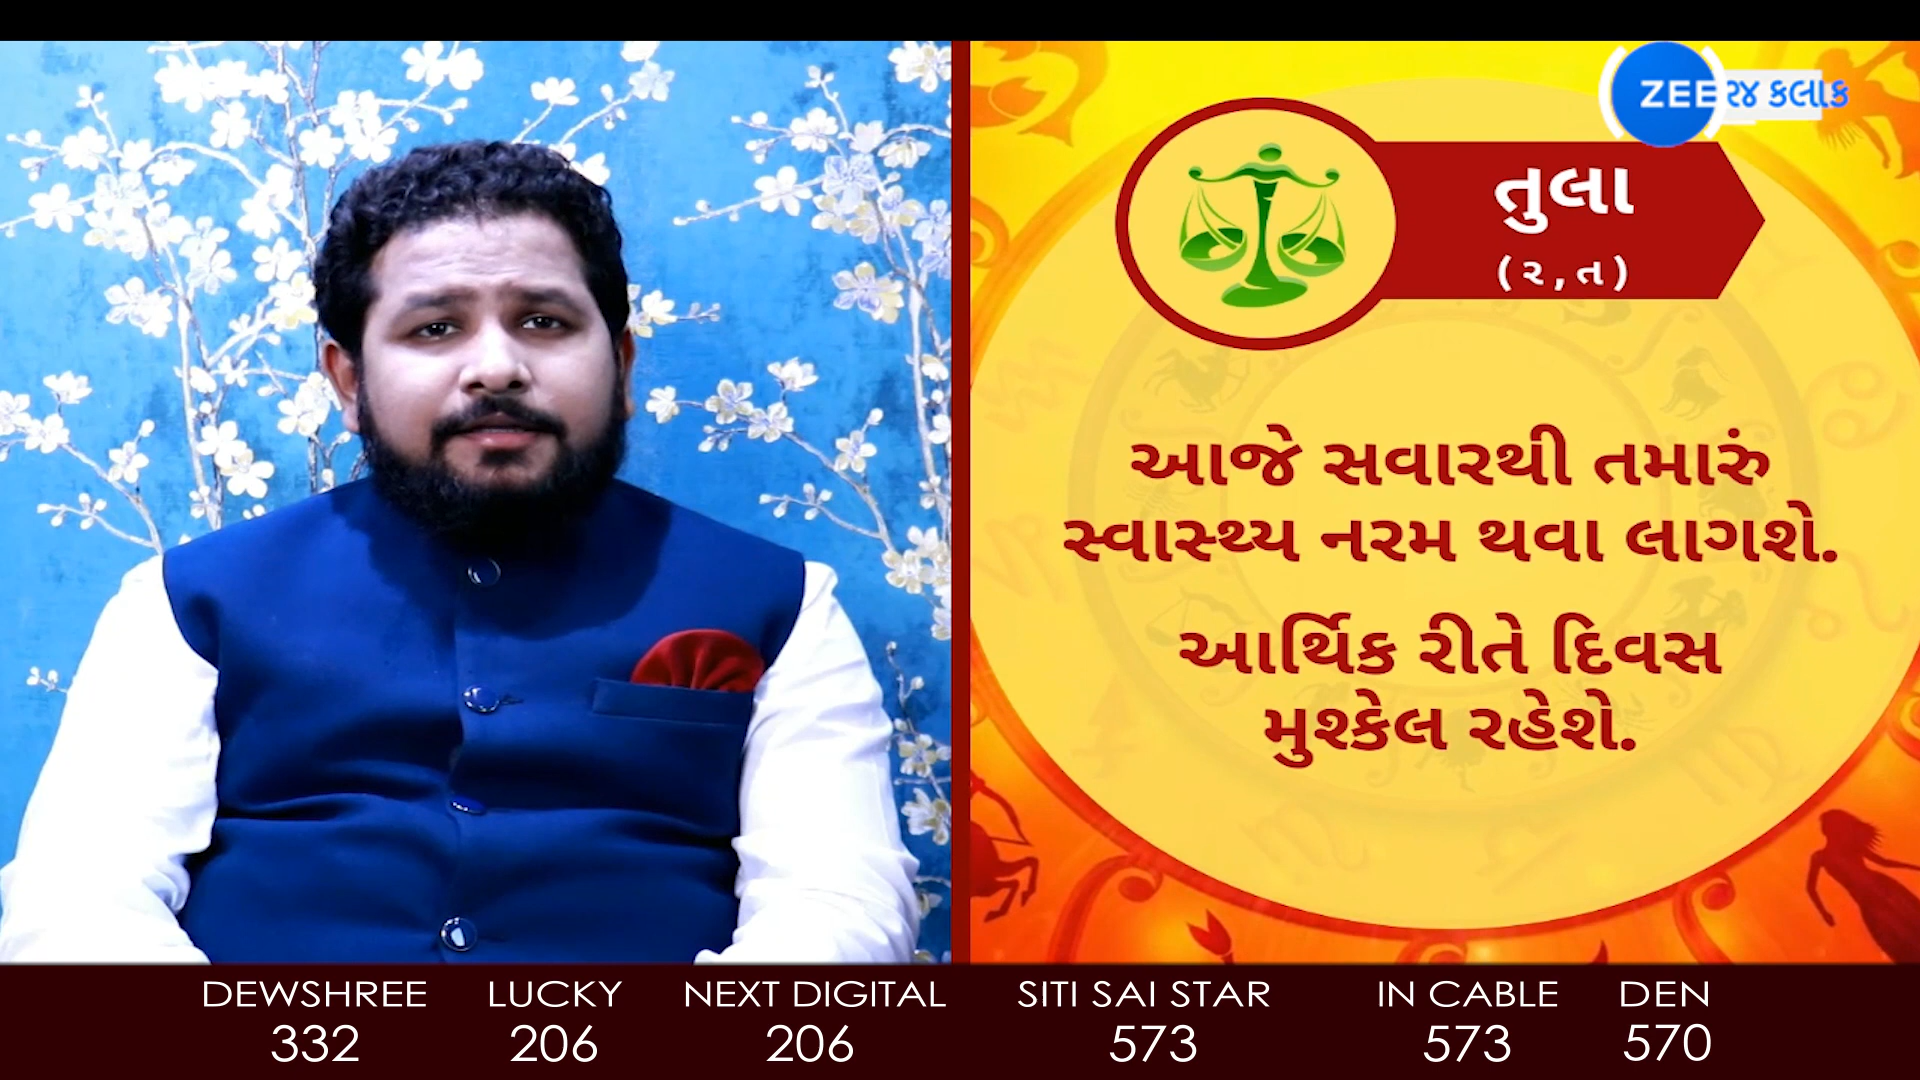 ZEE ૨૪ કલાક
તુલા
( ર , ત )
આજે સવારથી તમારું
સ્વાસ્થ્ય નરમ થવા લાગશે.
આર્થિક રીતે દિવસ
મુશ્કેલ રહેશે.
DEWSHREE LUCKY NEXT DIGITAL SITI SAI STAR IN CABLE DEN
332 206 206 573 573 570